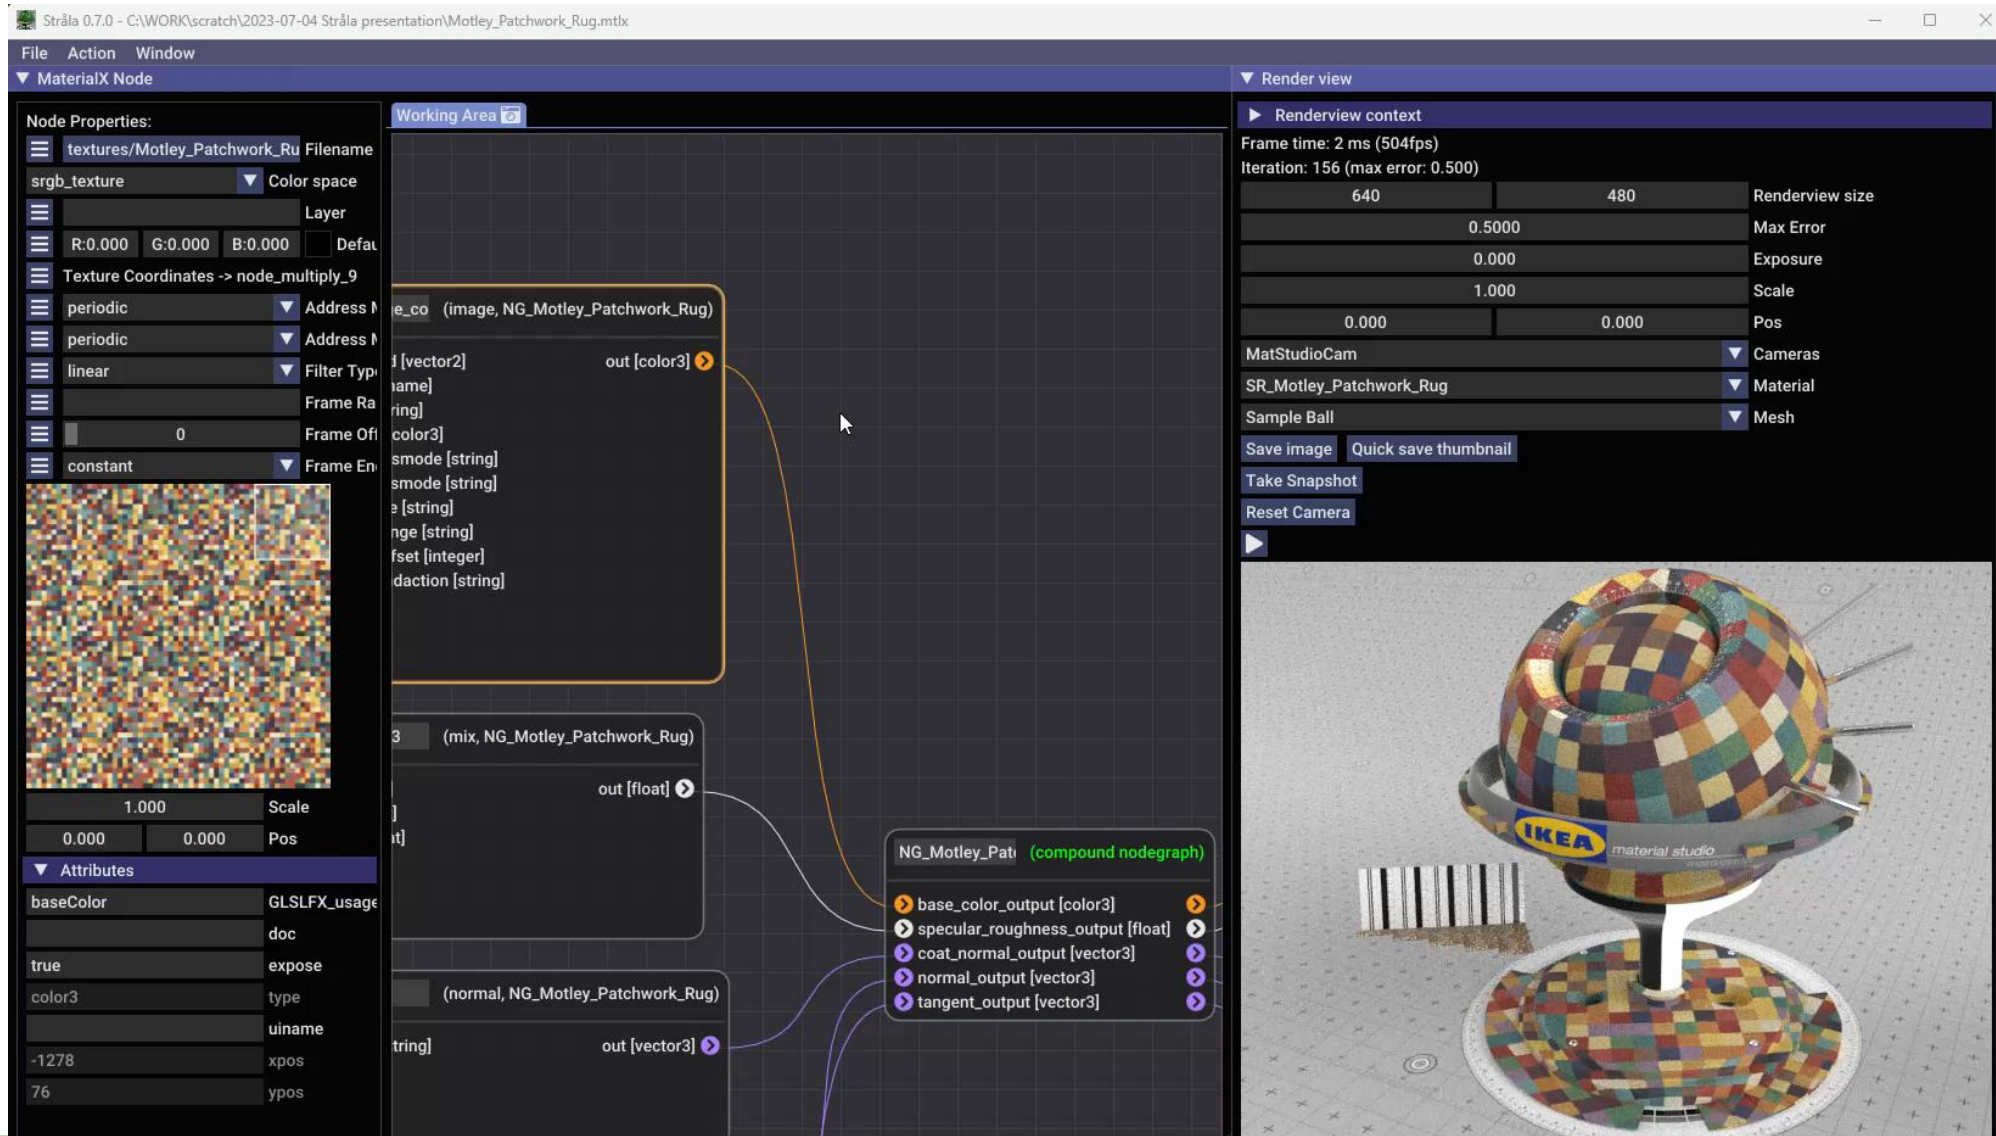 Stråla 0.7.0 - C:\WORK\scratch\2023-07-04 Stråla presentation\Motley_Patchwork_Rug.mtlx
File Action Window
MaterialX Node
Node Properties:
textures/Motley_Patchwork_Ru Filename
srgb_texture Color space
Layer
R:0.000 G:0.000 B:0.000 Defau
Texture Coordinates -> node_multiply_9
periodic Address M
periodic Address M
linear Filter Type
Frame Ra
0 Frame Off
constant Frame En
1.000 Scale
0.000 0.000 Pos
Attributes
baseColor GLSLFX_usage
doc
true expose
color3 type
uiname
-1278 xpos
76 ypos
Working Area
e_co (image, NG_Motley_Patchwork_Rug)
d [vector2] out [color3]
name]
ring]
color3]
smode [string]
smode [string]
e [string]
nge [string]
fset [integer]
daction [string]
3 (mix, NG_Motley_Patchwork_Rug)
out [float]
]
at]
(normal, NG_Motley_Patchwork_Rug)
tring] out [vector3]
NG_Motley_Pat (compound nodegraph)
base_color_output [color3]
specular_roughness_output [float]
coat_normal_output [vector3]
normal_output [vector3]
tangent_output [vector3]
Render view
Renderview context
Frame time: 2 ms (504fps)
Iteration: 156 (max error: 0.500)
640 480 Renderview size
0.5000 Max Error
0.000 Exposure
1.000 Scale
0.000 0.000 Pos
MatStudioCam Cameras
SR_Motley_Patchwork_Rug Material
Sample Ball Mesh
Save image Quick save thumbnail
Take Snapshot
Reset Camera
IKEA material studio